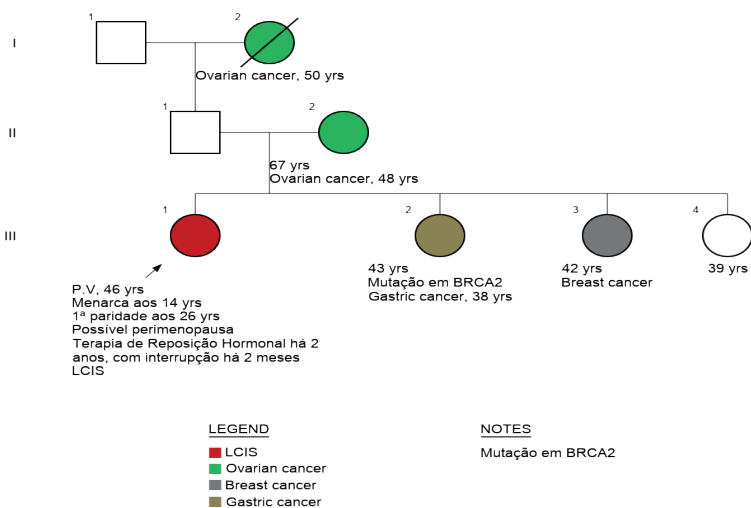 1
2
I
Ovarian cancer, 50 yrs
1
2
II
67 yrs
Ovarian cancer, 48 yrs
1
2
3
4
III
P.V, 46 yrs
Menarca aos 14 yrs
1ª paridade aos 26 yrs
Possível perimenopausa
Terapia de Reposição Hormonal há 2
anos, com interrupção há 2 meses
LCIS
43 yrs
Mutação em BRCA2
Gastric cancer, 38 yrs
42 yrs
Breast cancer
39 yrs
LEGEND
LCIS
Ovarian cancer
Breast cancer
Gastric cancer
NOTES
Mutação em BRCA2